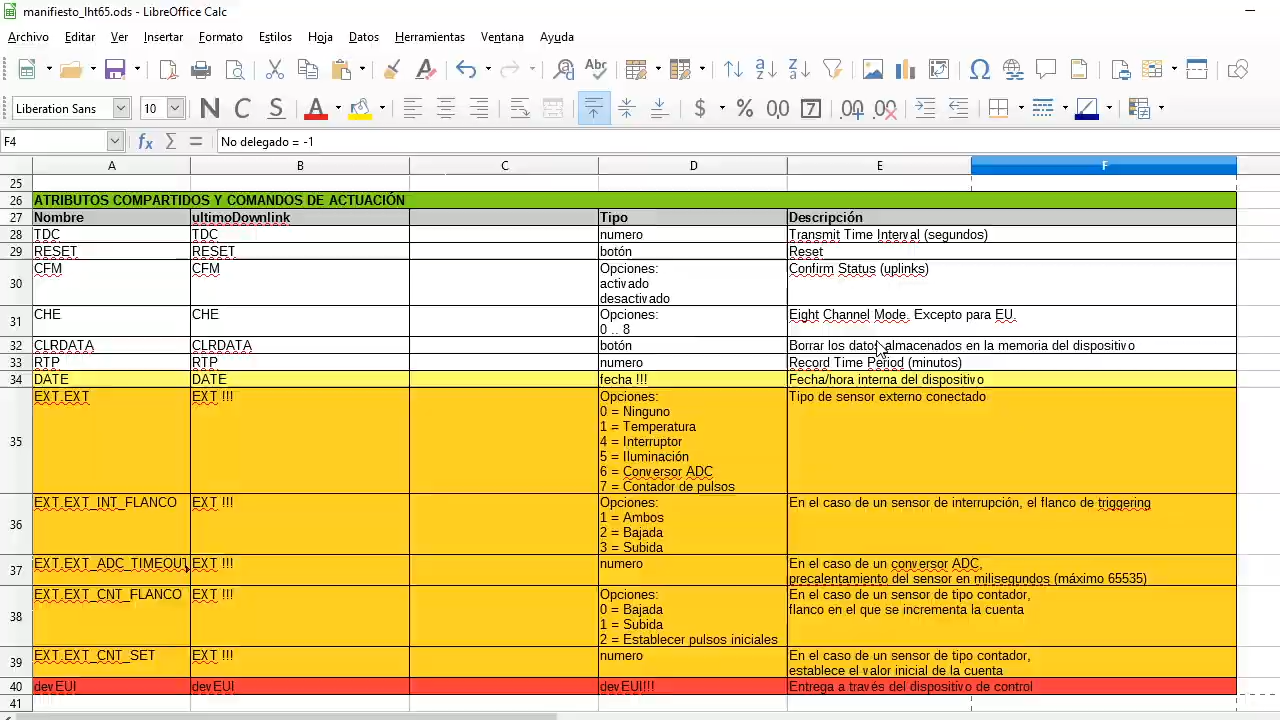 manifiesto_lht65.ods - LibreOffice Calc
Archivo Editar Ver Insertar Formato Estilos Hoja Datos Herramientas Ventana Ayuda
Liberation Sans 10 N C S
F4 fx Σ = No delegado = -1
A B C D E F
25
26 ATRIBUTOS COMPARTIDOS Y COMANDOS DE ACTUACIÓN
27 Nombre ultimoDownlink Tipo Descripción
28 TDC TDC numero Transmit Time Interval (segundos)
29 RESET RESET botón Reset
30 CFM CFM Opciones: Confirm Status (uplinks)
activado
desactivado
31 CHE CHE Opciones: Eight Channel Mode. Excepto para EU.
0 .. 8
32 CLRDATA CLRDATA botón Borrar los datos almacenados en la memoria del dispositivo
33 RTP RTP numero Record Time Period (minutos)
34 DATE DATE fecha !!! Fecha/hora interna del dispositivo
35 EXT.EXT EXT !!! Opciones: Tipo de sensor externo conectado
0 = Ninguno
1 = Temperatura
4 = Interruptor
5 = Iluminación
6 = Conversor ADC
7 = Contador de pulsos
36 EXT.EXT_INT_FLANCO EXT !!! Opciones: En el caso de un sensor de interrupción, el flanco de triggering
1 = Ambos
2 = Bajada
3 = Subida
37 EXT.EXT_ADC_TIMEOUT EXT !!! numero En el caso de un conversor ADC,
precalentamiento del sensor en milisegundos (máximo 65535)
38 EXT.EXT_CNT_FLANCO EXT !!! Opciones: En el caso de un sensor de tipo contador,
0 = Bajada flanco en el que se incrementa la cuenta
1 = Subida
2 = Establecer pulsos iniciales
39 EXT.EXT_CNT_SET EXT !!! numero En el caso de un sensor de tipo contador,
establece el valor inicial de la cuenta
40 devEUI devEUI devEUI!!! Entrega a través del dispositivo de control
41